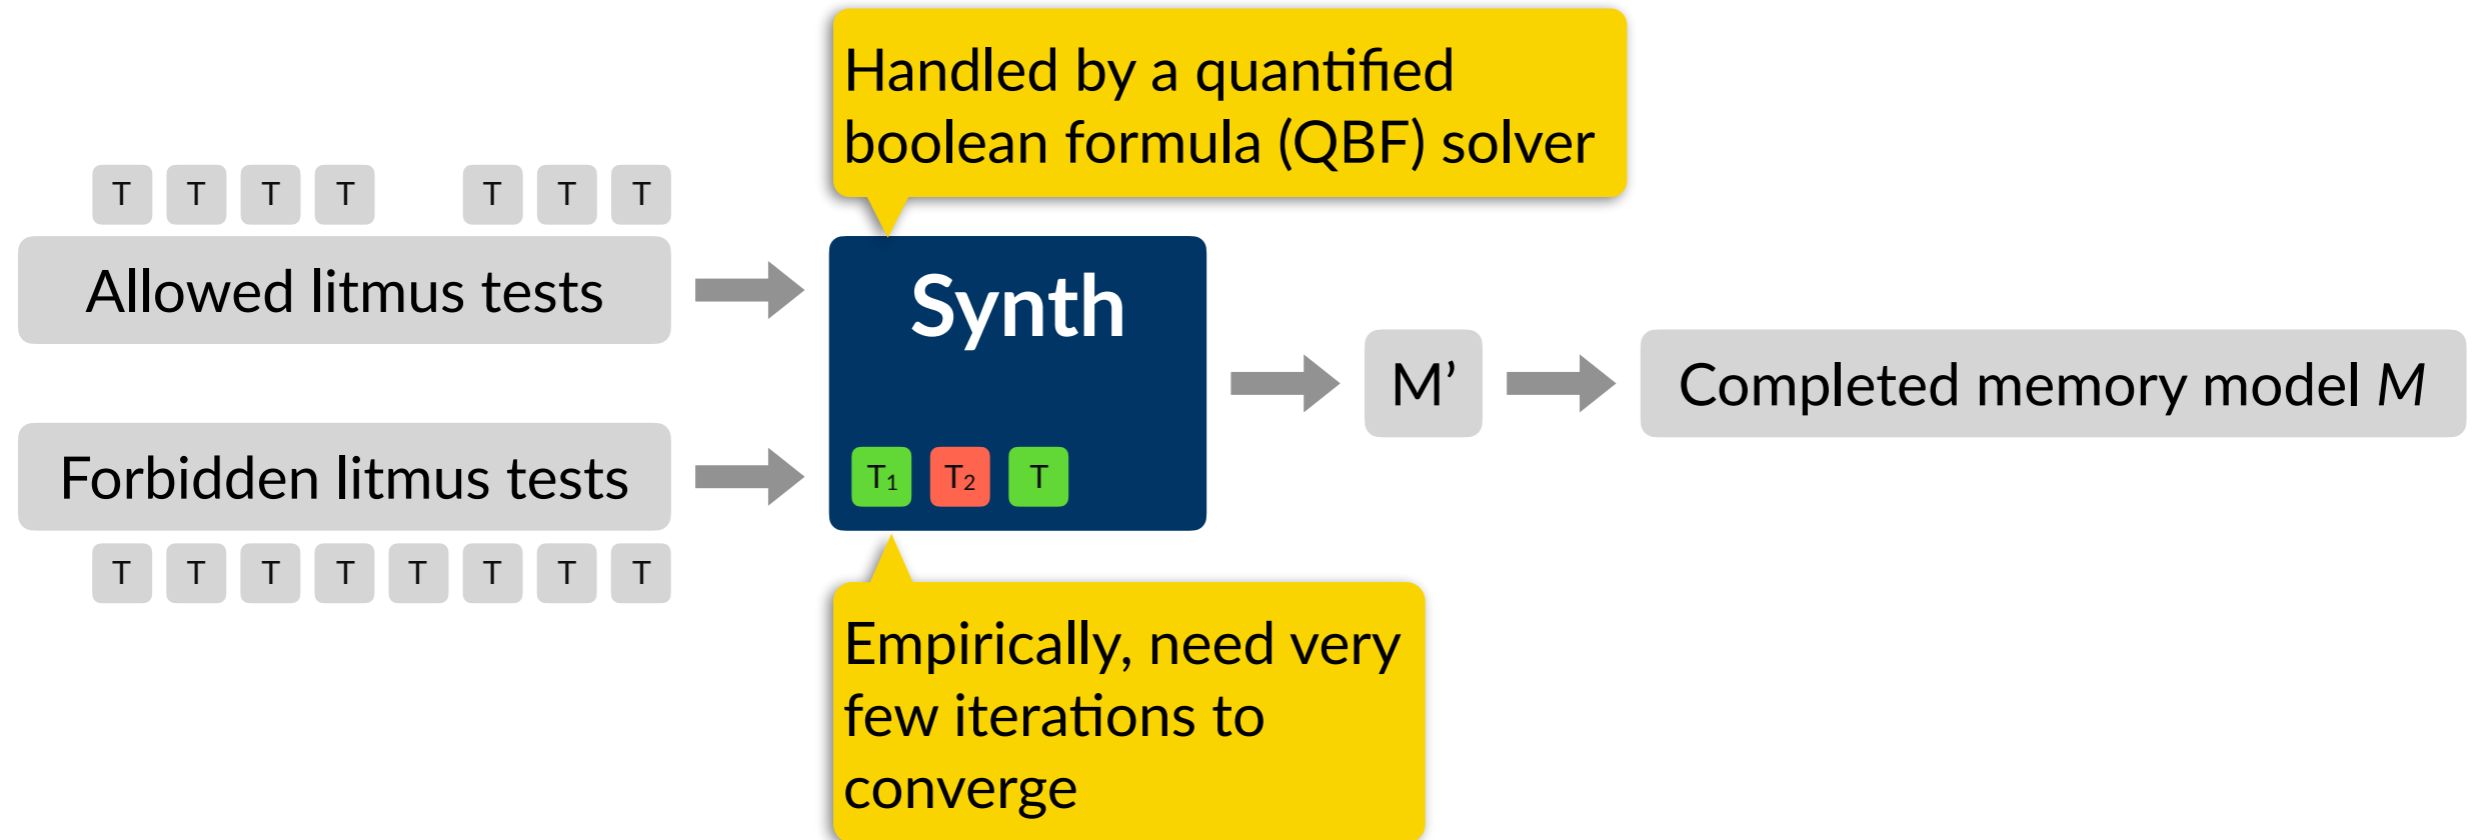 Handled by a quantified
boolean formula (QBF) solver
T T T T T T T
Allowed litmus tests
Synth
M’
Completed memory model M
Forbidden litmus tests
T1 T2 T
T T T T T T T T
Empirically, need very
few iterations to
converge